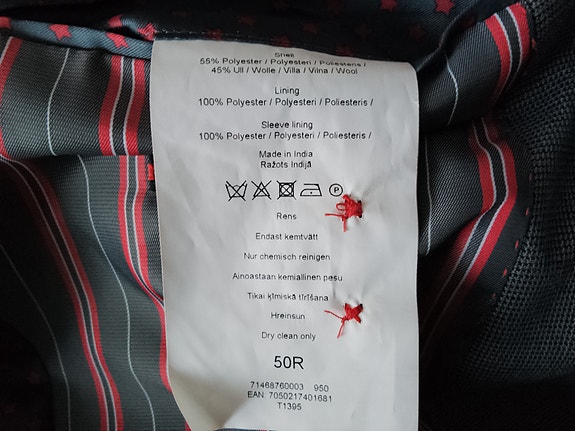 Shell
55% Polyester / Polyesteri / Poliesteris /
45% Ull / Wolle / Villa / Vilna / Wool
Lining
100% Polyester / Polyesteri / Poliesteris /
Sleeve lining
100% Polyester / Polyesteri / Poliesteris /
Made in India
Ražots Indijā
P
Rens
Endast kemtvätt
Nur chemisch reinigen
Ainoastaan kemiallinen pesu
Tikai ķīmiskā tīrīšana
Hreinsun
Dry clean only
50R
71468760003 950
EAN 7050217401681
T1395